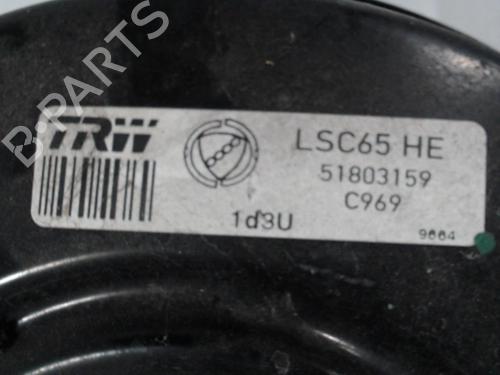 B-PARTS
TRW
LSC65 HE
51803159
C969
1d3U
9664